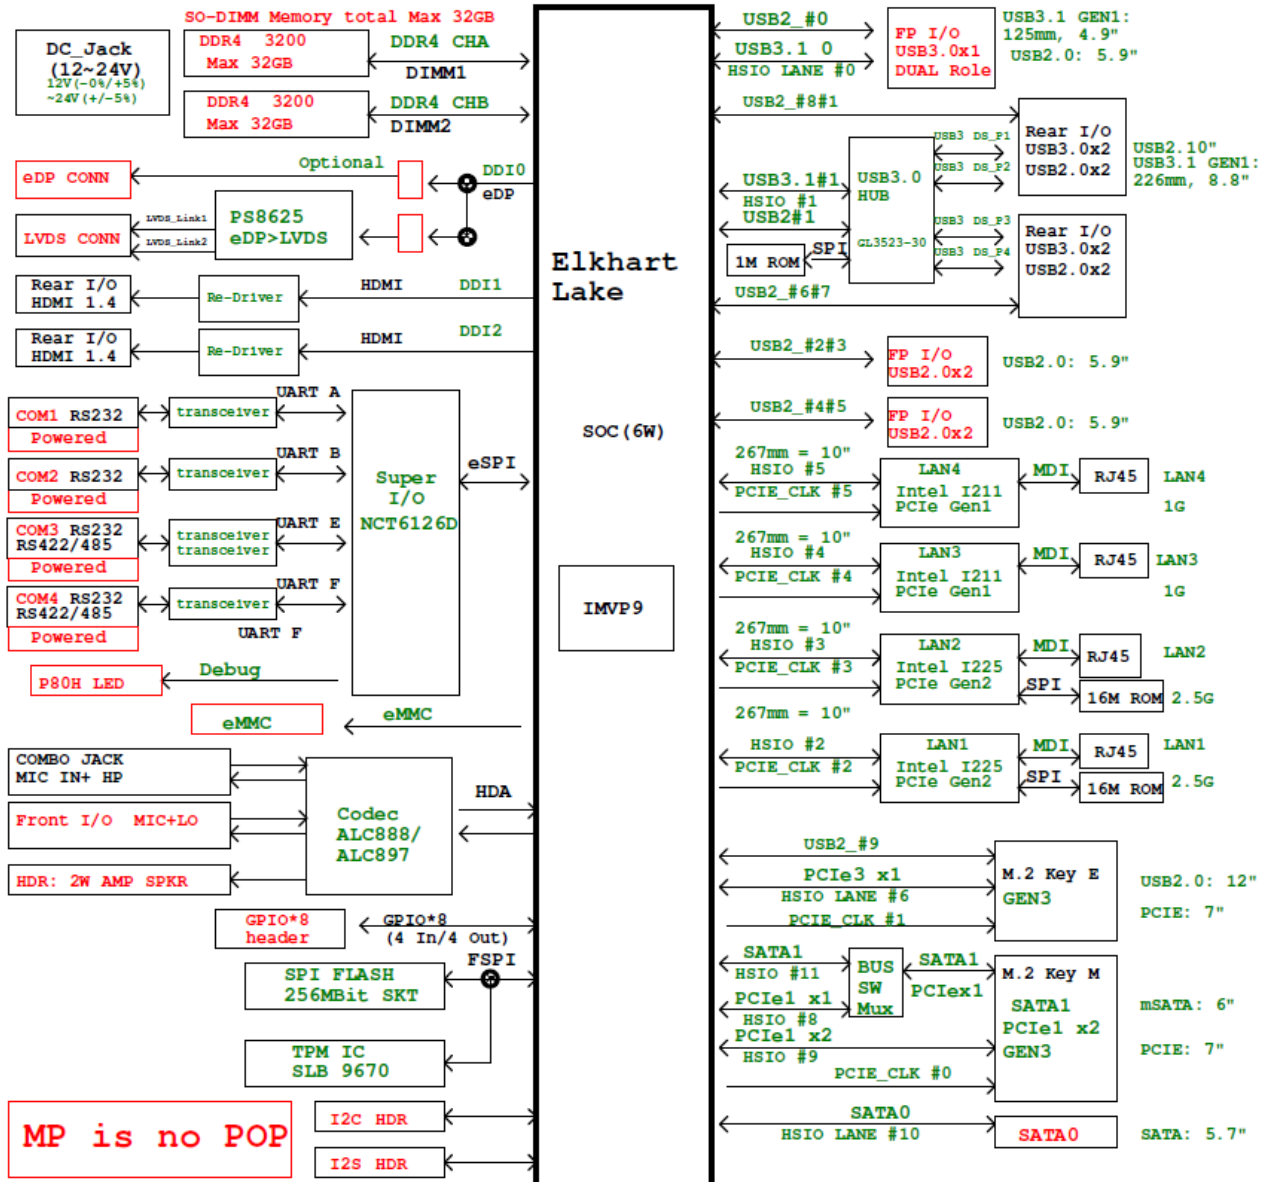 SO-DIMM Memory total Max 32GB
DC_Jack
(12~24V)
12V(-0%/+5%)
~24V(+/-5%)
DDR4 3200
Max 32GB
DDR4 CHA
DIMM1
DDR4 3200
Max 32GB
DDR4 CHB
DIMM2
eDP CONN
Optional
DDI0
eDP
LVDS CONN
LVDS_Link1
LVDS_Link2
PS8625
eDP>LVDS
Rear I/O
HDMI 1.4
Re-Driver
HDMI
DDI1
Rear I/O
HDMI 1.4
Re-Driver
HDMI
DDI2
COM1 RS232
Powered
transceiver
UART A
COM2 RS232
Powered
transceiver
UART B
COM3 RS232
RS422/485
Powered
transceiver
transceiver
UART E
COM4 RS232
RS422/485
Powered
transceiver
UART F
UART F
Super
I/O
NCT6126D
eSPI
P80H LED
Debug
eMMC
eMMC
COMBO JACK
MIC IN+ HP
Front I/O MIC+LO
HDR: 2W AMP SPKR
Codec
ALC888/
ALC897
HDA
GPIO*8
header
GPIO*8
(4 In/4 Out)
FSPI
SPI FLASH
256MBit SKT
TPM IC
SLB 9670
MP is no POP
I2C HDR
I2S HDR
Elkhart
Lake
SOC(6W)
IMVP9
USB2_#0
USB3.1 0
HSIO LANE #0
FP I/O
USB3.0x1
DUAL Role
USB3.1 GEN1:
125mm, 4.9"
USB2.0: 5.9"
USB2_#8#1
USB3.1#1
HSIO #1
USB2#1
SPI
1M ROM
USB3.0
HUB
GL3523-30
USB3 DS_P1
USB3 DS_P2
USB3 DS_P3
USB3 DS_P4
Rear I/O
USB3.0x2
USB2.0x2
USB2.10"
USB3.1 GEN1:
226mm, 8.8"
Rear I/O
USB3.0x2
USB2.0x2
USB2_#6#7
USB2_#2#3
FP I/O
USB2.0x2
USB2.0: 5.9"
USB2_#4#5
FP I/O
USB2.0x2
USB2.0: 5.9"
267mm = 10"
HSIO #5
PCIE_CLK #5
LAN4
Intel I211
PCIe Gen1
MDI
RJ45
LAN4
1G
267mm = 10"
HSIO #4
PCIE_CLK #4
LAN3
Intel I211
PCIe Gen1
MDI
RJ45
LAN3
1G
267mm = 10"
HSIO #3
PCIE_CLK #3
LAN2
Intel I225
PCIe Gen2
MDI
RJ45
LAN2
SPI
16M ROM
2.5G
267mm = 10"
HSIO #2
PCIE_CLK #2
LAN1
Intel I225
PCIe Gen2
MDI
RJ45
LAN1
SPI
16M ROM
2.5G
USB2_#9
PCIe3 x1
HSIO LANE #6
PCIE_CLK #1
M.2 Key E
GEN3
USB2.0: 12"
PCIE: 7"
SATA1
HSIO #11
PCIe1 x1
HSIO #8
BUS
SW
Mux
SATA1
PCIex1
PCIe1 x2
HSIO #9
PCIE_CLK #0
M.2 Key M
SATA1
PCIe1 x2
GEN3
mSATA: 6"
PCIE: 7"
SATA0
HSIO LANE #10
SATA0
SATA: 5.7"